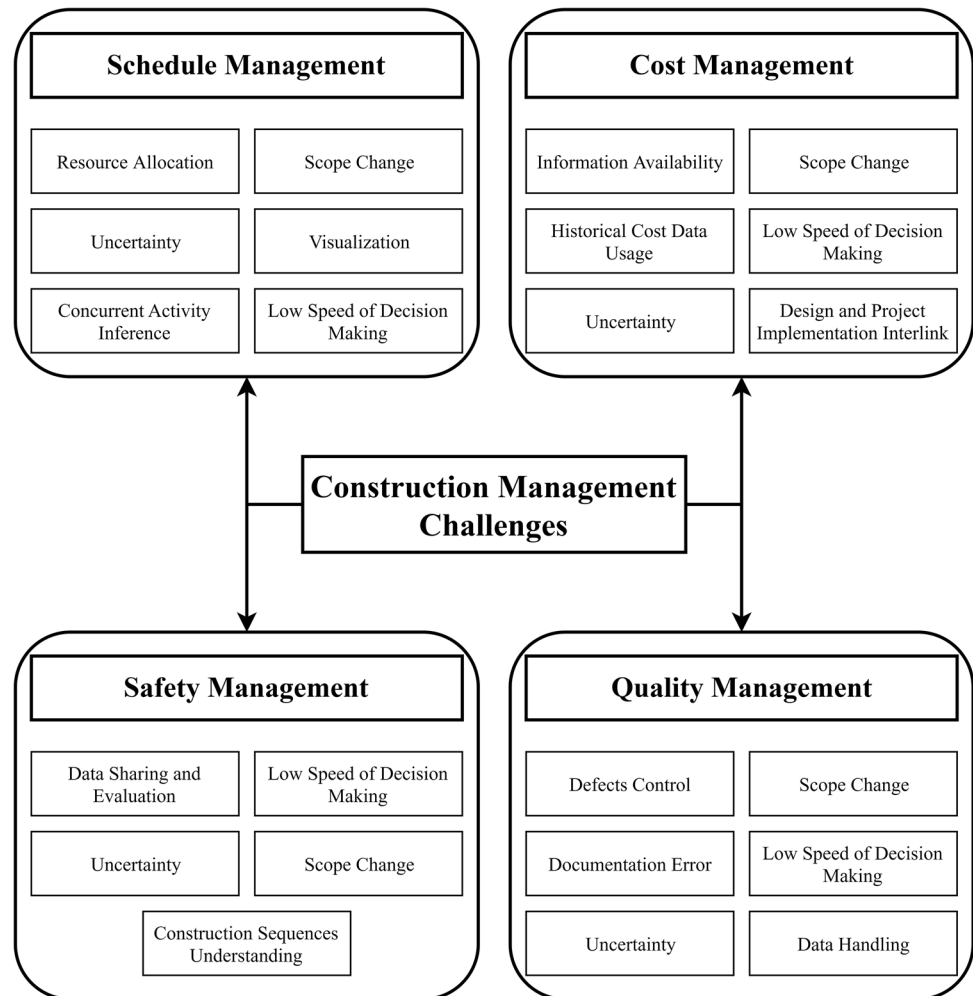 Schedule Management
Resource Allocation
Scope Change
Uncertainty
Visualization
Concurrent Activity
Inference
Low Speed of Decision
Making
Cost Management
Information Availability
Scope Change
Historical Cost Data
Usage
Low Speed of Decision
Making
Uncertainty
Design and Project
Implementation Interlink
Construction Management
Challenges
Safety Management
Data Sharing and
Evaluation
Low Speed of Decision
Making
Uncertainty
Scope Change
Construction Sequences
Understanding
Quality Management
Defects Control
Scope Change
Documentation Error
Low Speed of Decision
Making
Uncertainty
Data Handling